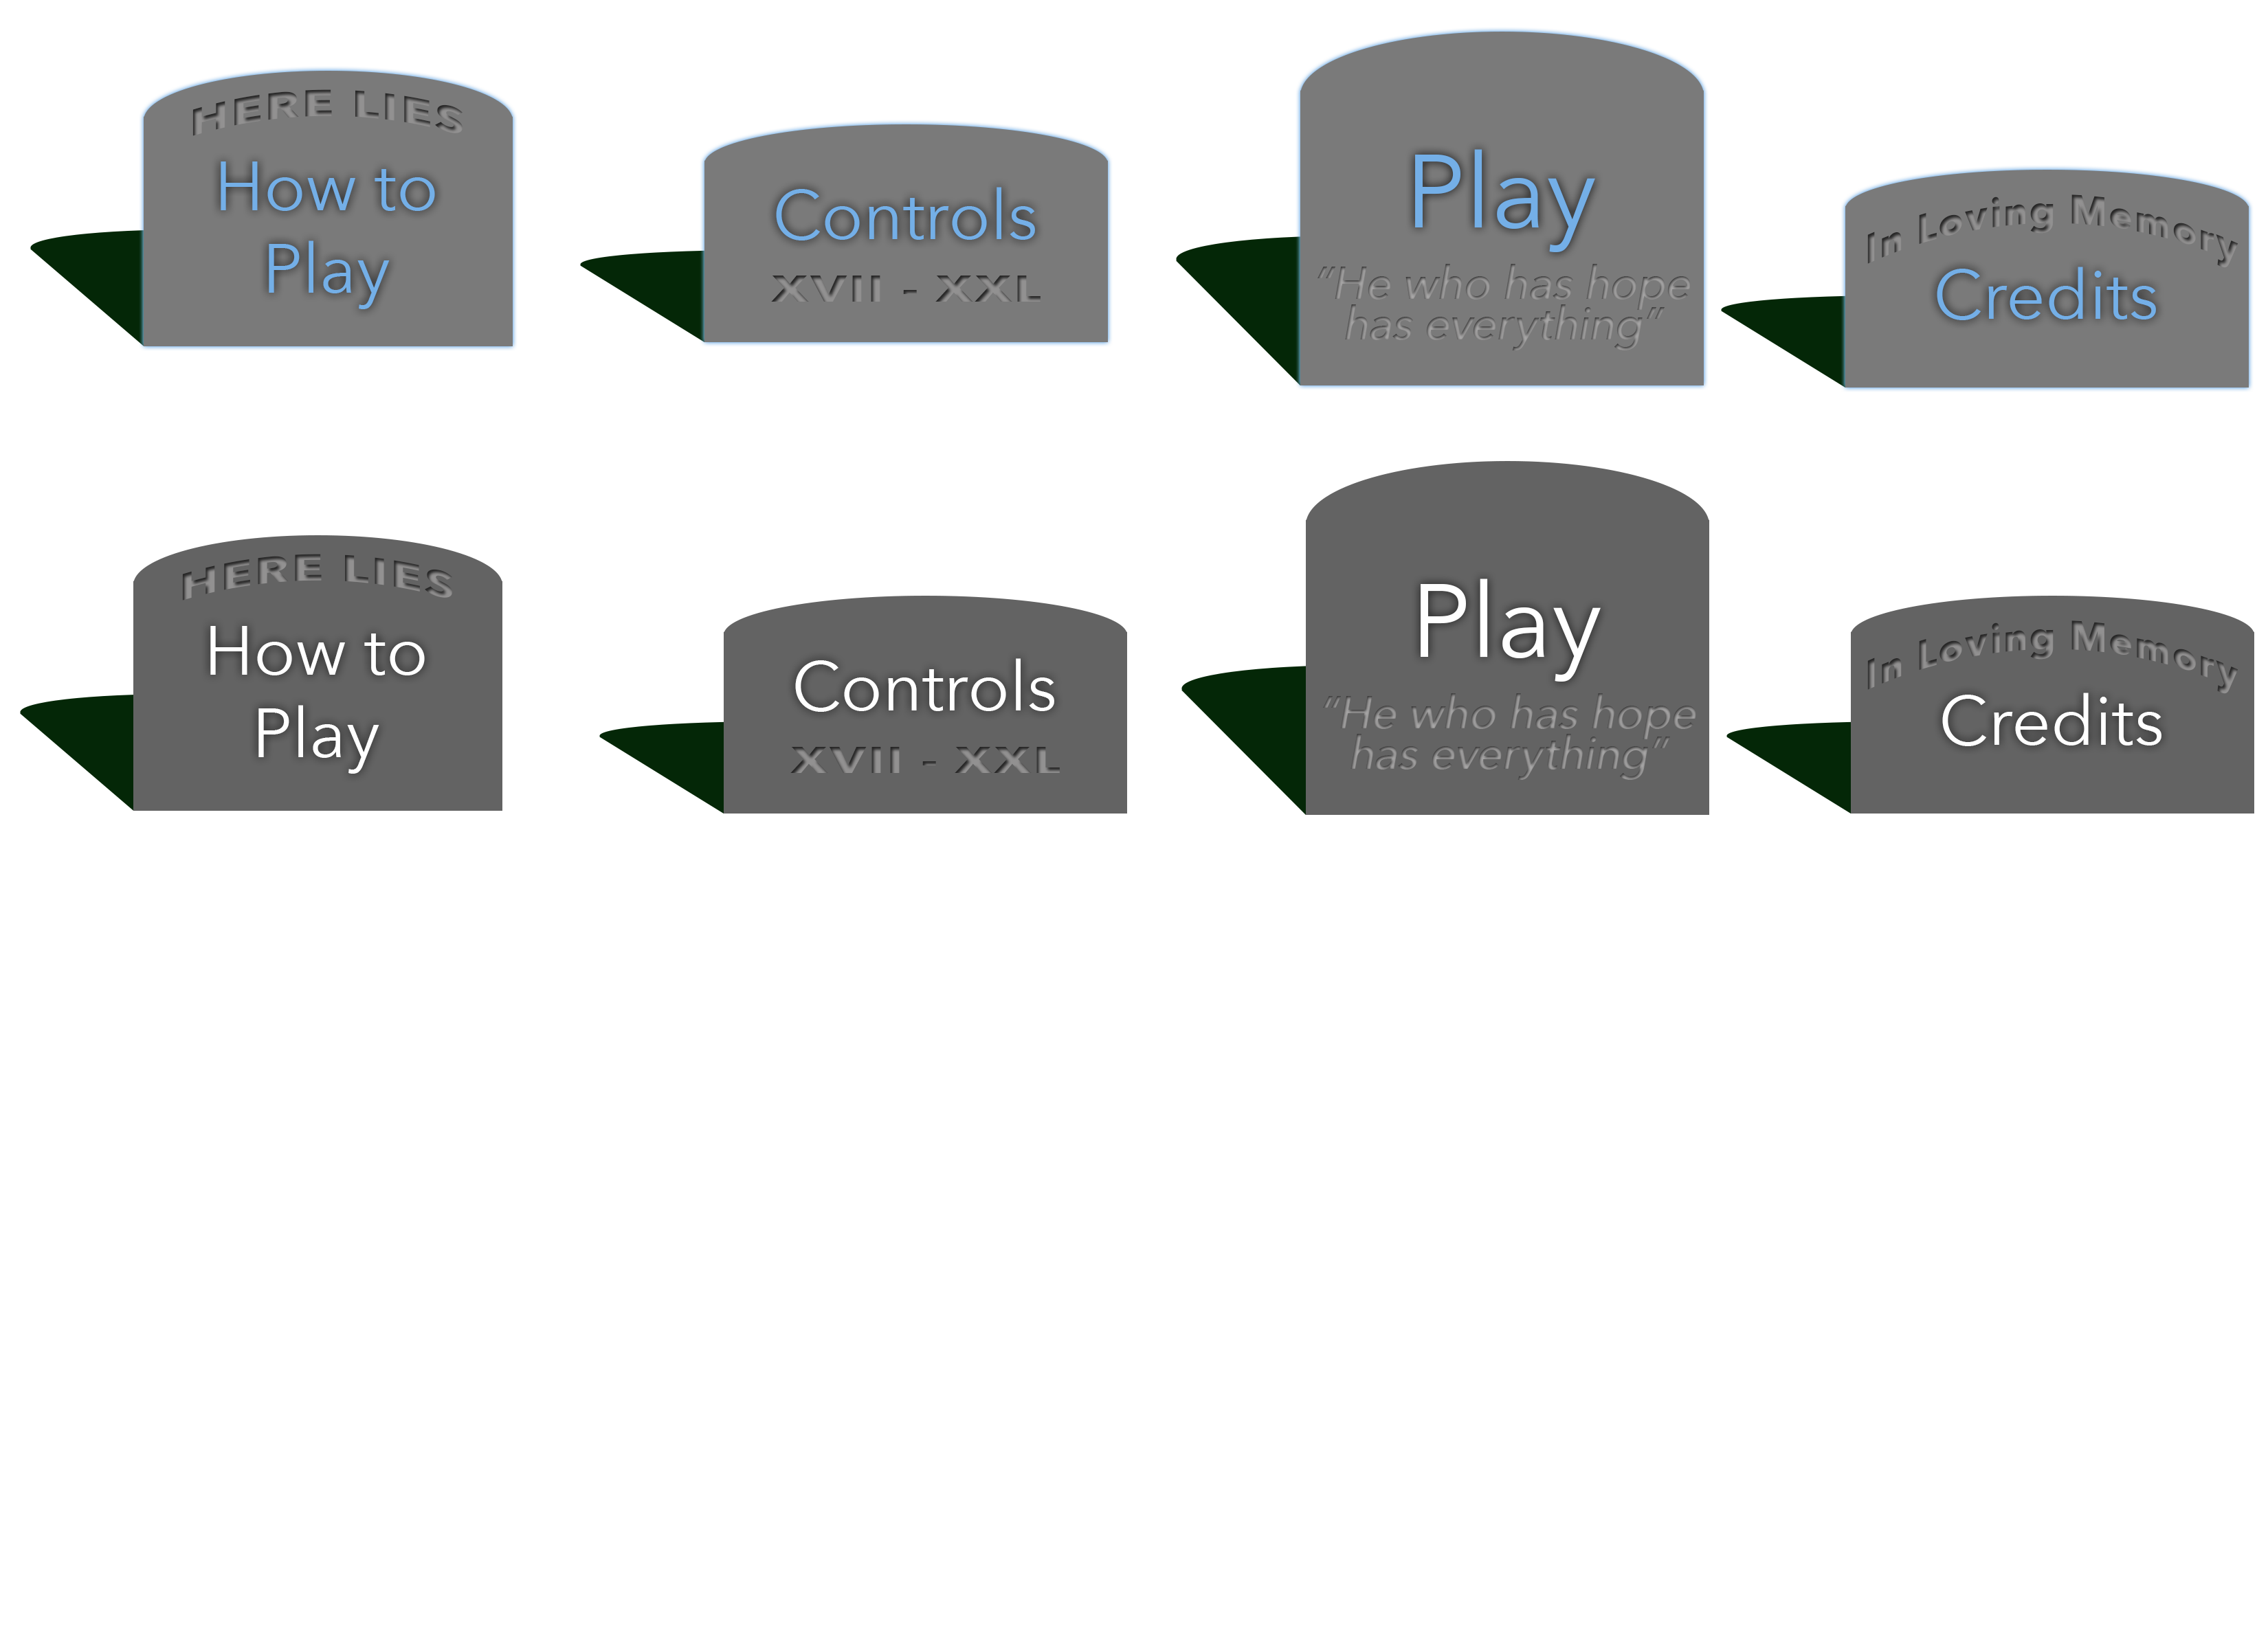 HERE LIES
How to
Play
Controls
XVII - XXL
Play
“He who has hope
has everything”
In Loving Memory
Credits
HERE LIES
How to
Play
Controls
XVII - XXL
Play
“He who has hope
has everything”
In Loving Memory
Credits